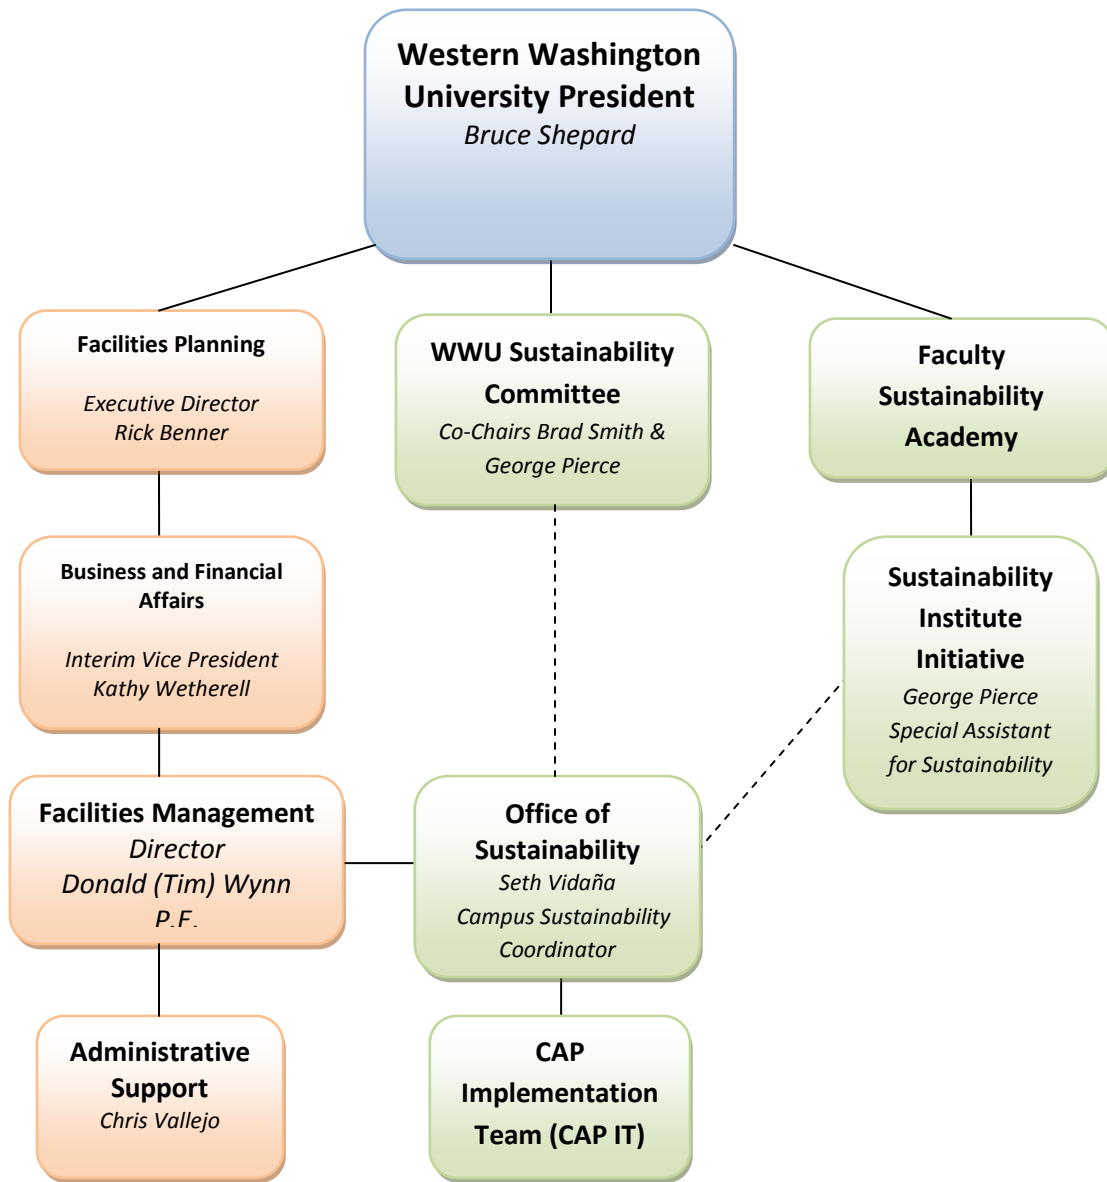 Western Washington
University President
Bruce Shepard
Facilities Planning
Executive Director
Rick Benner
WWU Sustainability
Committee
Co-Chairs Brad Smith &
George Pierce
Faculty
Sustainability
Academy
Business and Financial
Affairs
Interim Vice President
Kathy Wetherell
Sustainability
Institute
Initiative
George Pierce
Special Assistant
for Sustainability
Facilities Management
Director
Donald (Tim) Wynn
Office of
Sustainability
Seth Vidaña
Campus Sustainability
Coordinator
Administrative
Support
Chris Vallejo
CAP
Implementation
Team (CAP IT)